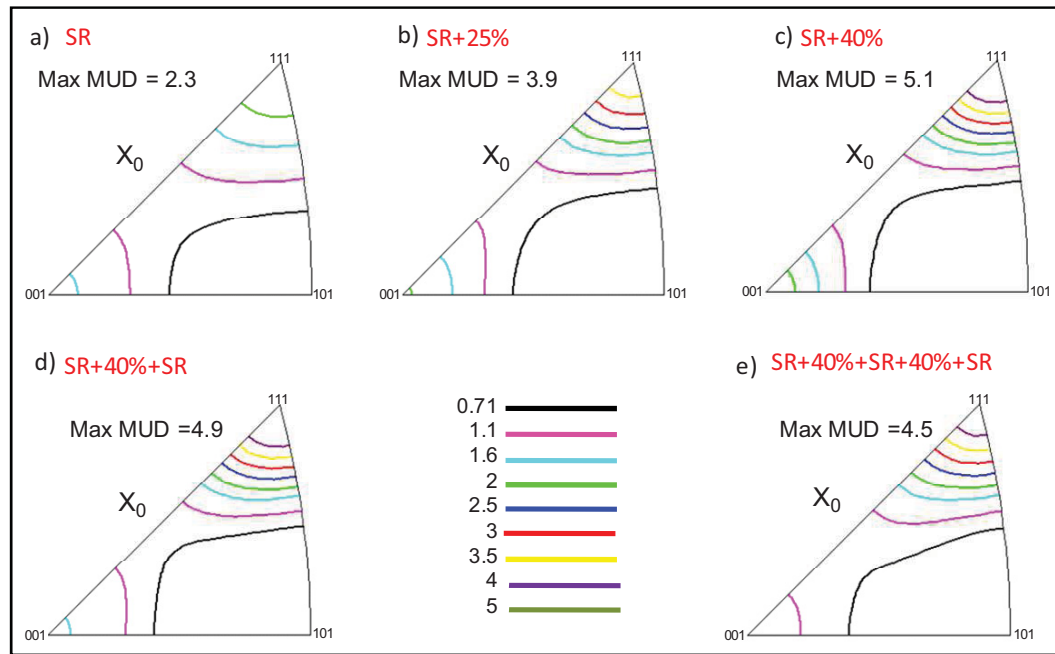 a) SR
Max MUD = 2.3
X0
111
001
101
b) SR+25%
Max MUD = 3.9
X0
111
001
101
c) SR+40%
Max MUD = 5.1
X0
111
001
101
d) SR+40%+SR
Max MUD =4.9
X0
111
001
101
0.71
1.1
1.6
2
2.5
3
3.5
4
5
e) SR+40%+SR+40%+SR
Max MUD =4.5
X0
111
001
101